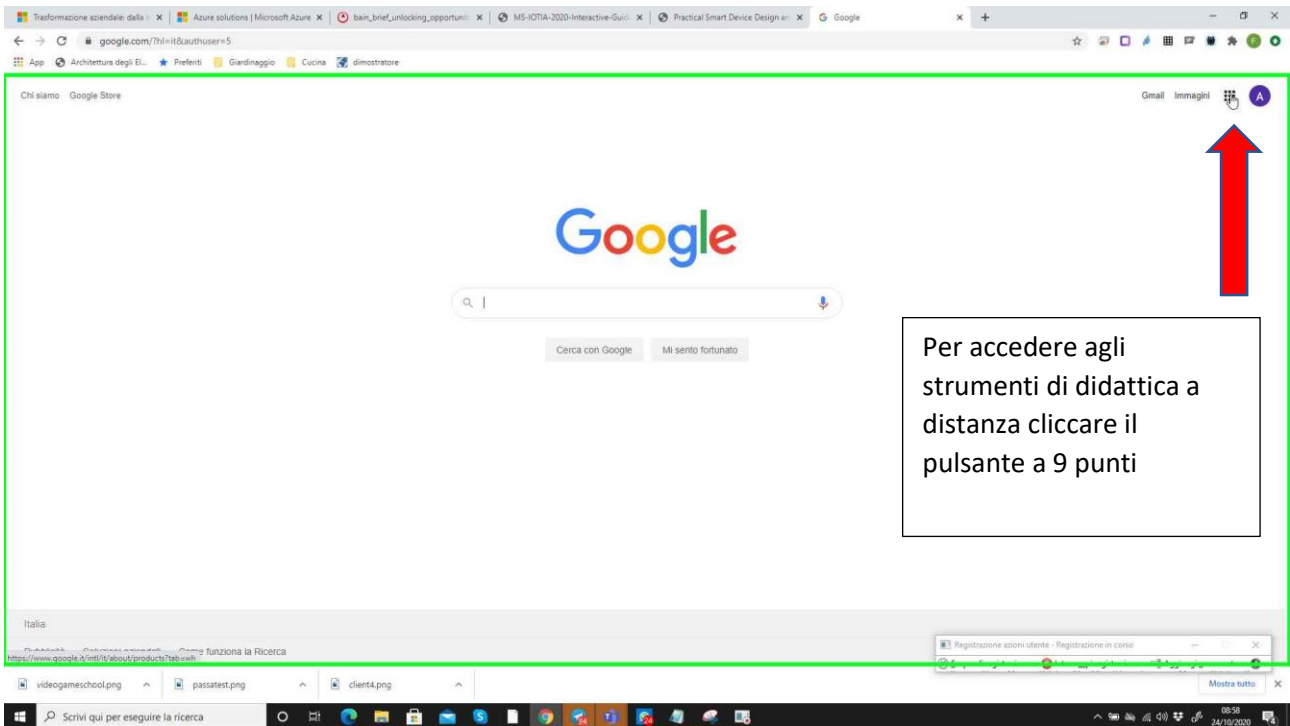 Trasformazione aziendale: dalla
Azure solutions | Microsoft Azure
bain_brief_unlocking_opportuniti
MS-IOTIA-2020-Interactive-Guid
Practical Smart Device Design an
Google
google.com/?hl=it&authuser=5
App
Architettura degli El...
Preferiti
Giardinaggio
Cucina
dimostratore
Chi siamo
Google Store
Gmail
Immagini
A
Google
Cerca con Google
Mi sento fortunato
Per accedere agli
strumenti di didattica a
distanza cliccare il
pulsante a 9 punti
Italia
Come funziona la Ricerca
https://www.google.it/intl/it/about/products?tab=wh
Registrazione azioni utente - Registrazione in corso
videogameschool.png
passatest.png
client4.png
Mostra tutto
Scrivi qui per eseguire la ricerca
08:58
24/10/2020